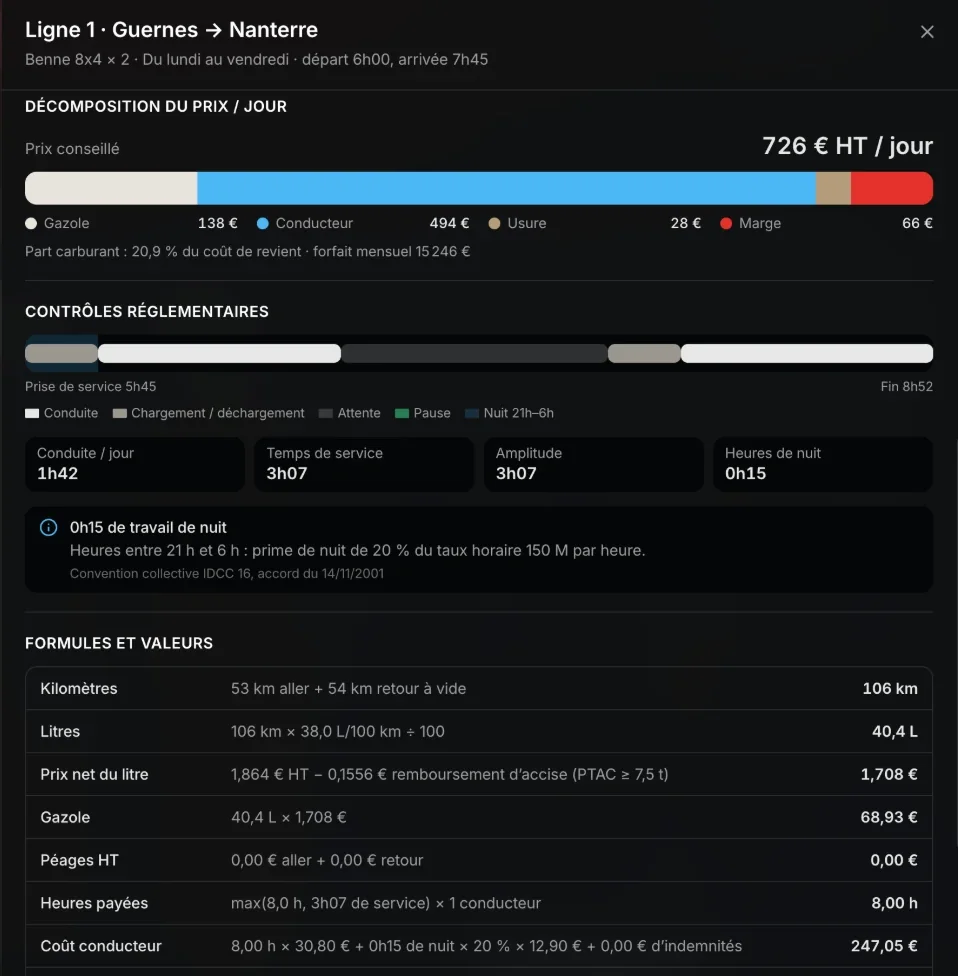 Ligne 1 · Guernes → Nanterre
Benne 8x4 × 2 · Du lundi au vendredi · départ 6h00, arrivée 7h45
DÉCOMPOSITION DU PRIX / JOUR
Prix conseillé 726 € HT / jour
Gazole 138 € Conducteur 494 € Usure 28 € Marge 66 €
Part carburant : 20,9 % du coût de revient · forfait mensuel 15 246 €
CONTRÔLES RÉGLEMENTAIRES
Prise de service 5h45 Fin 8h52
Conduite Chargement / déchargement Attente Pause Nuit 21h–6h
Conduite / jour Temps de service Amplitude Heures de nuit
1h42 3h07 3h07 0h15
0h15 de travail de nuit
Heures entre 21 h et 6 h : prime de nuit de 20 % du taux horaire 150 M par heure.
Convention collective IDCC 16, accord du 14/11/2001
FORMULES ET VALEURS
Kilomètres 53 km aller + 54 km retour à vide 106 km
Litres 106 km × 38,0 L/100 km ÷ 100 40,4 L
Prix net du litre 1,864 € HT − 0,1556 € remboursement d’accise (PTAC ≥ 7,5 t) 1,708 €
Gazole 40,4 L × 1,708 € 68,93 €
Péages HT 0,00 € aller + 0,00 € retour 0,00 €
Heures payées max(8,0 h, 3h07 de service) × 1 conducteur 8,00 h
Coût conducteur 8,00 h × 30,80 € + 0h15 de nuit × 20 % × 12,90 € + 0,00 € d’indemnités 247,05 €